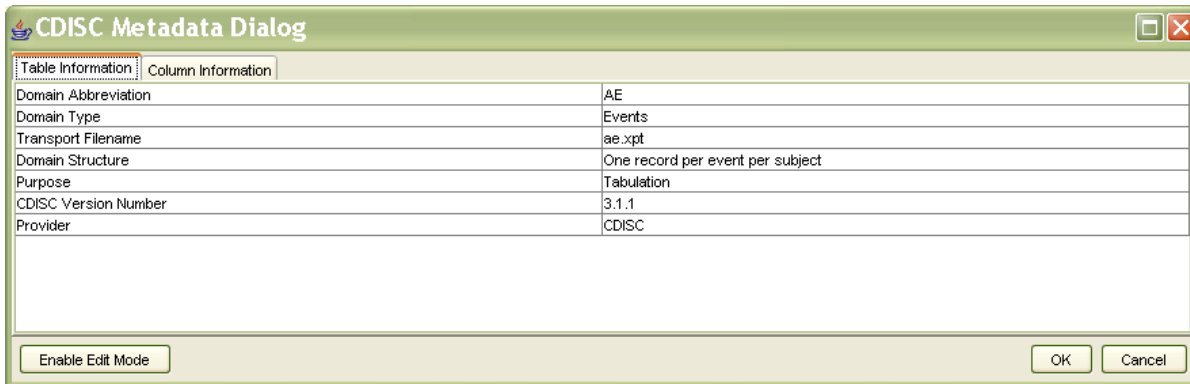 CDISC Metadata Dialog
Table Information Column Information
Domain Abbreviation AE
Domain Type Events
Transport Filename ae.xpt
Domain Structure One record per event per subject
Purpose Tabulation
CDISC Version Number 3.1.1
Provider CDISC
Enable Edit Mode OK Cancel